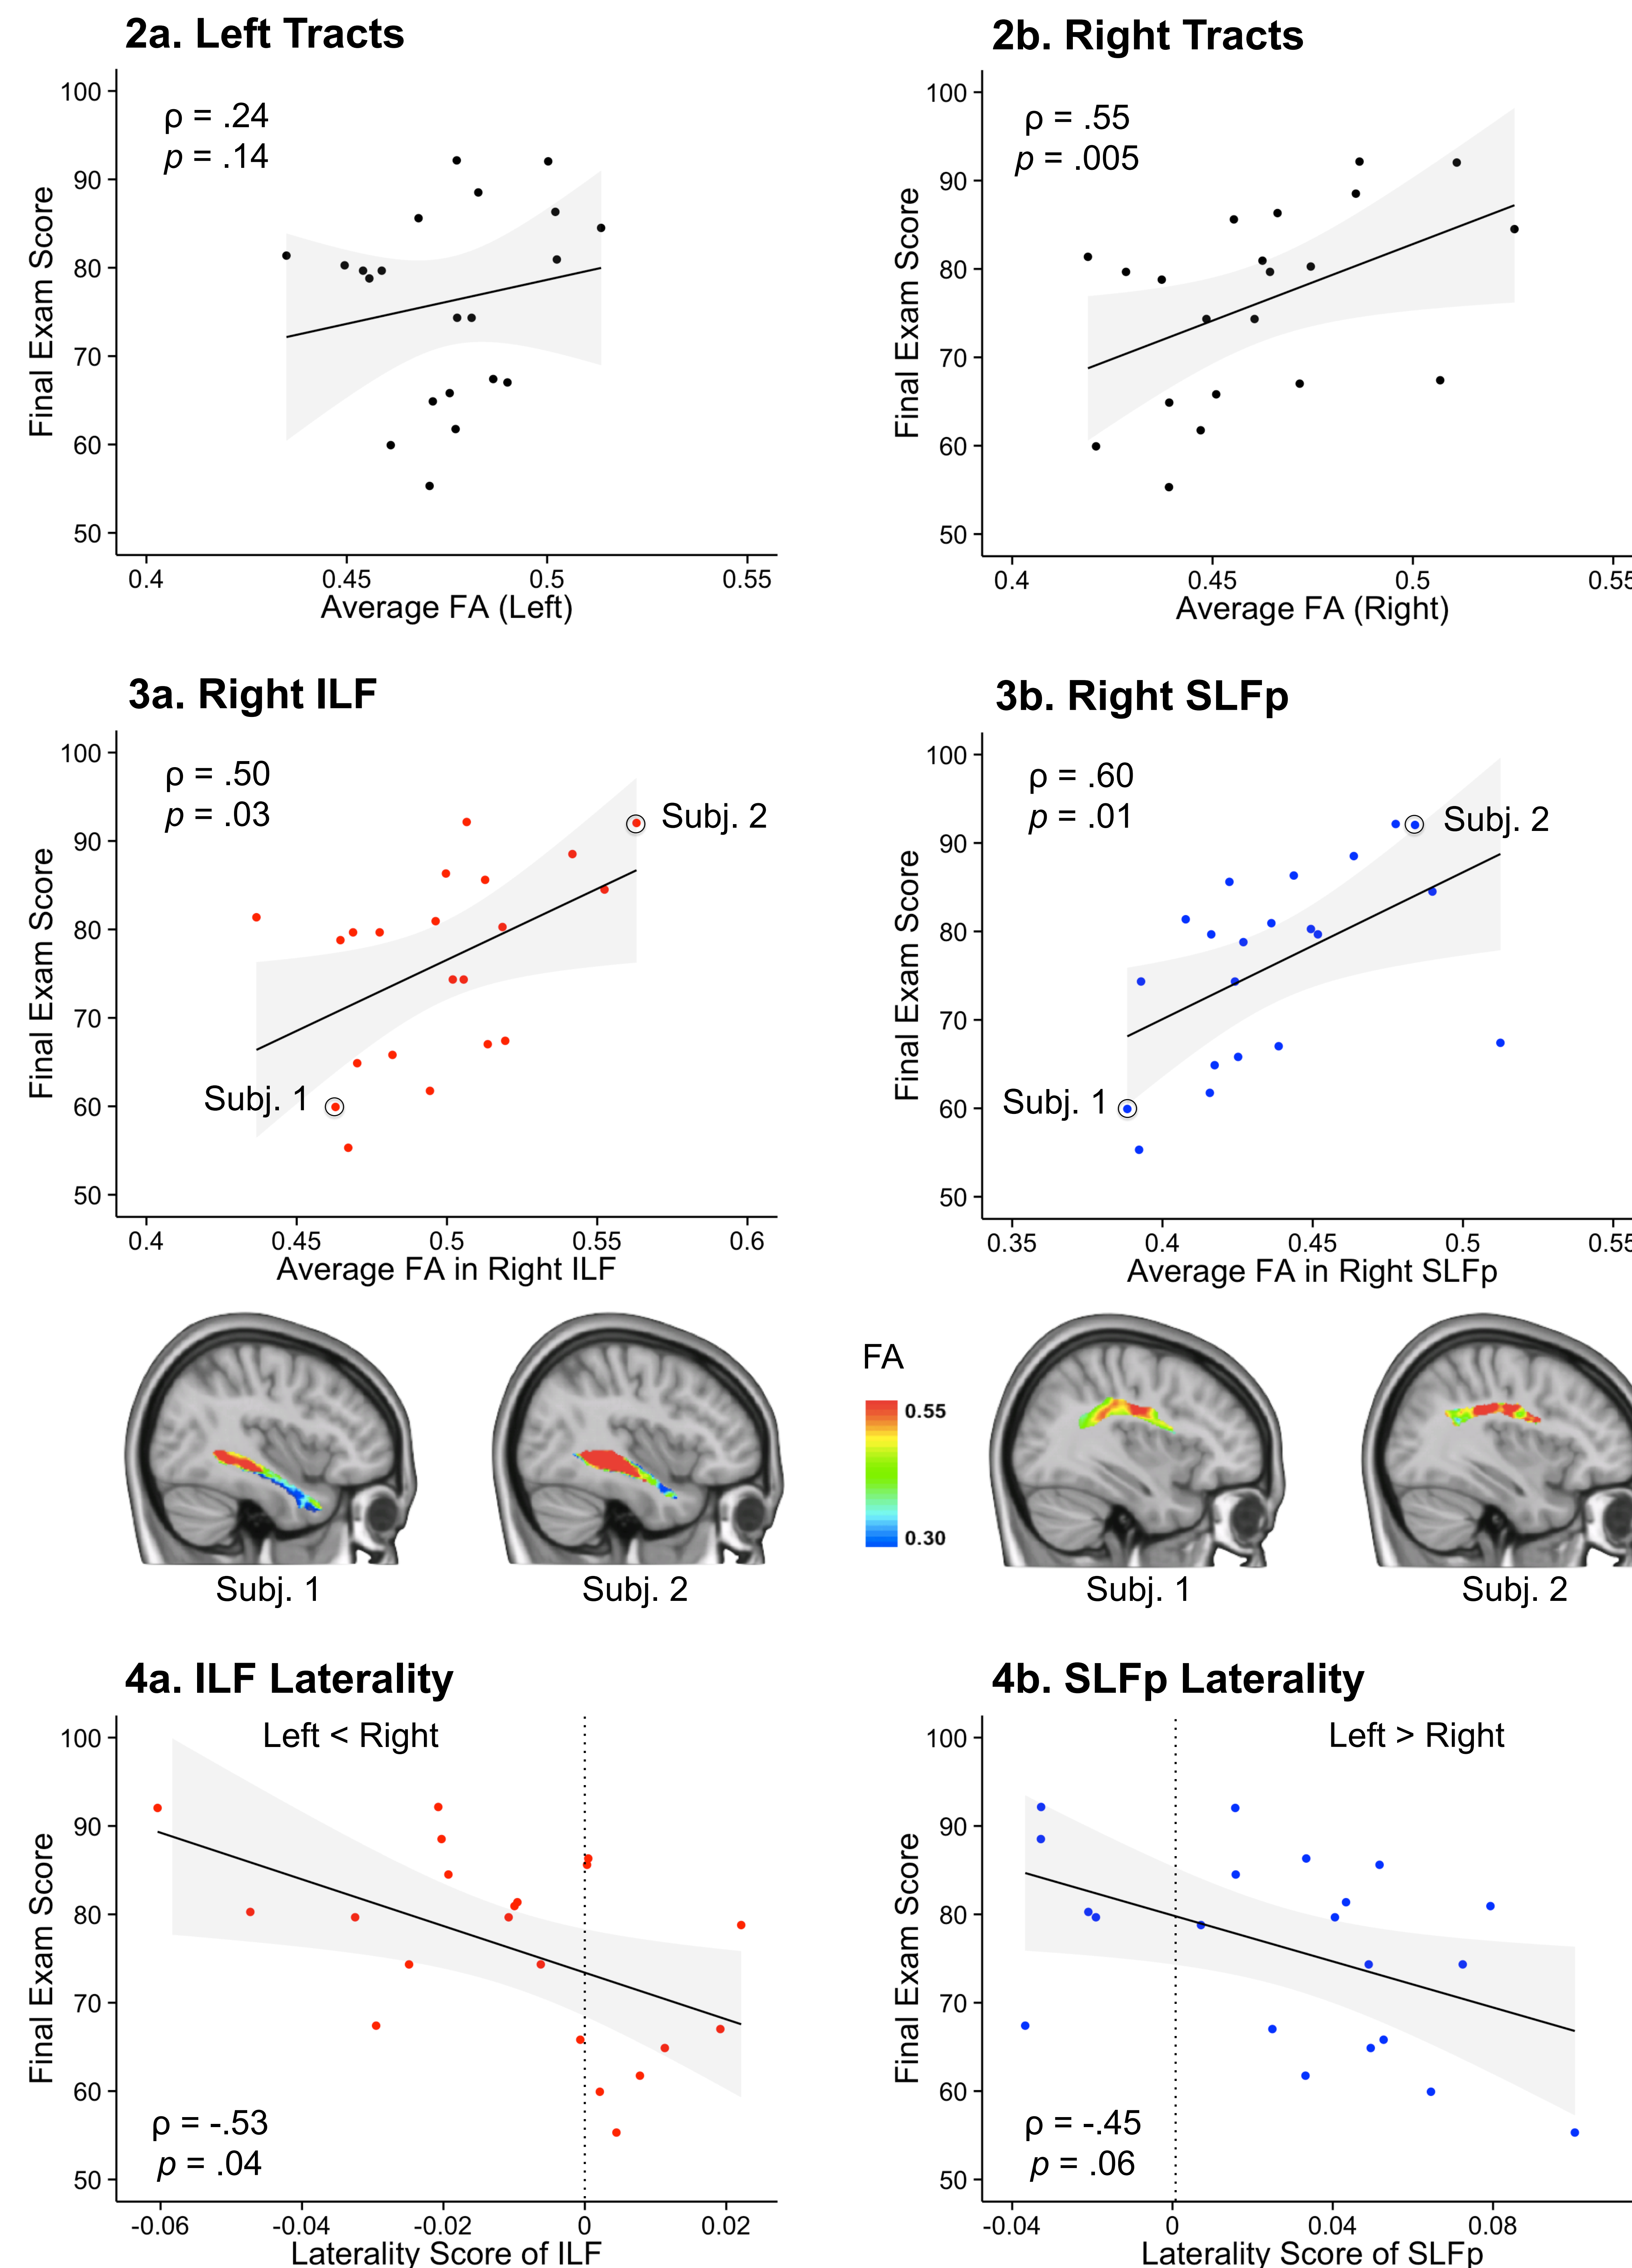 2a. Left Tracts
ρ = .24
p = .14
100
90
80
70
60
50
Final Exam Score
0.4 0.45 0.5 0.55
Average FA (Left)
2b. Right Tracts
ρ = .55
p = .005
100
90
80
70
60
50
Final Exam Score
0.4 0.45 0.5 0.55
Average FA (Right)
3a. Right ILF
ρ = .50
p = .03
Subj. 2
Subj. 1
100
90
80
70
60
50
Final Exam Score
0.4 0.45 0.5 0.55 0.6
Average FA in Right ILF
3b. Right SLFp
ρ = .60
p = .01
Subj. 2
Subj. 1
100
90
80
70
60
50
Final Exam Score
0.35 0.4 0.45 0.5 0.55
Average FA in Right SLFp
Subj. 1
Subj. 2
FA
0.55
0.30
Subj. 1
Subj. 2
4a. ILF Laterality
Left < Right
100
90
80
70
60
50
Final Exam Score
ρ = -.53
p = .04
-0.06 -0.04 -0.02 0 0.02
Laterality Score of ILF
4b. SLFp Laterality
Left > Right
100
90
80
70
60
50
Final Exam Score
ρ = -.45
p = .06
-0.04 0 0.04 0.08
Laterality Score of SLFp